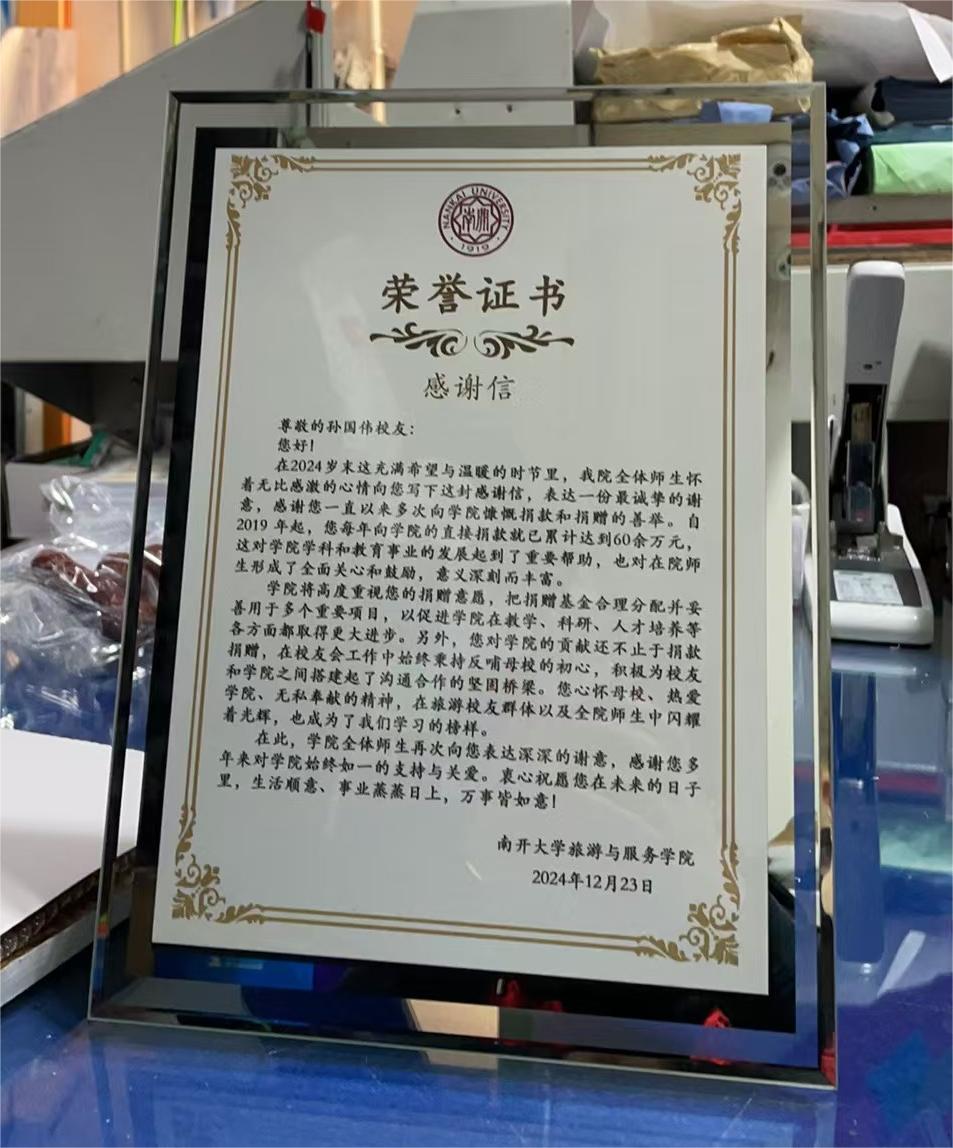 NANKAI UNIVERSITY
南開
1919
荣誉证书
感谢信
尊敬的孙国伟校友：
您好！
在2024岁末这充满希望与温暖的时节里，我院全体师生怀
着无比感激的心情向您写下这封感谢信，表达一份最诚挚的谢
意，感谢您一直以来多次向学院慷慨捐款和捐赠的善举。自
2019 年起，您每年向学院的直接捐款就已累计达到60余万元，
这对学院学科和教育事业的发展起到了重要帮助，也对在院师
生形成了全面关心和鼓励，意义深刻而丰富。
学院将高度重视您的捐赠意愿，把捐赠基金合理分配并妥
善用于多个重要项目，以促进学院在教学、科研、人才培养等
各方面都取得更大进步。另外，您对学院的贡献还不止于捐款
捐赠，在校友会工作中始终秉持反哺母校的初心，积极为校友
和学院之间搭建起了沟通合作的坚固桥梁。您心怀母校、热爱
学院、无私奉献的精神，在旅游校友群体以及全院师生中闪耀
着光辉，也成为了我们学习的榜样。
在此，学院全体师生再次向您表达深深的谢意，感谢您多
年来对学院始终如一的支持与关爱。衷心祝愿您在未来的日子
里，生活顺意、事业蒸蒸日上，万事皆如意！
南开大学旅游与服务学院
2024年12月23日